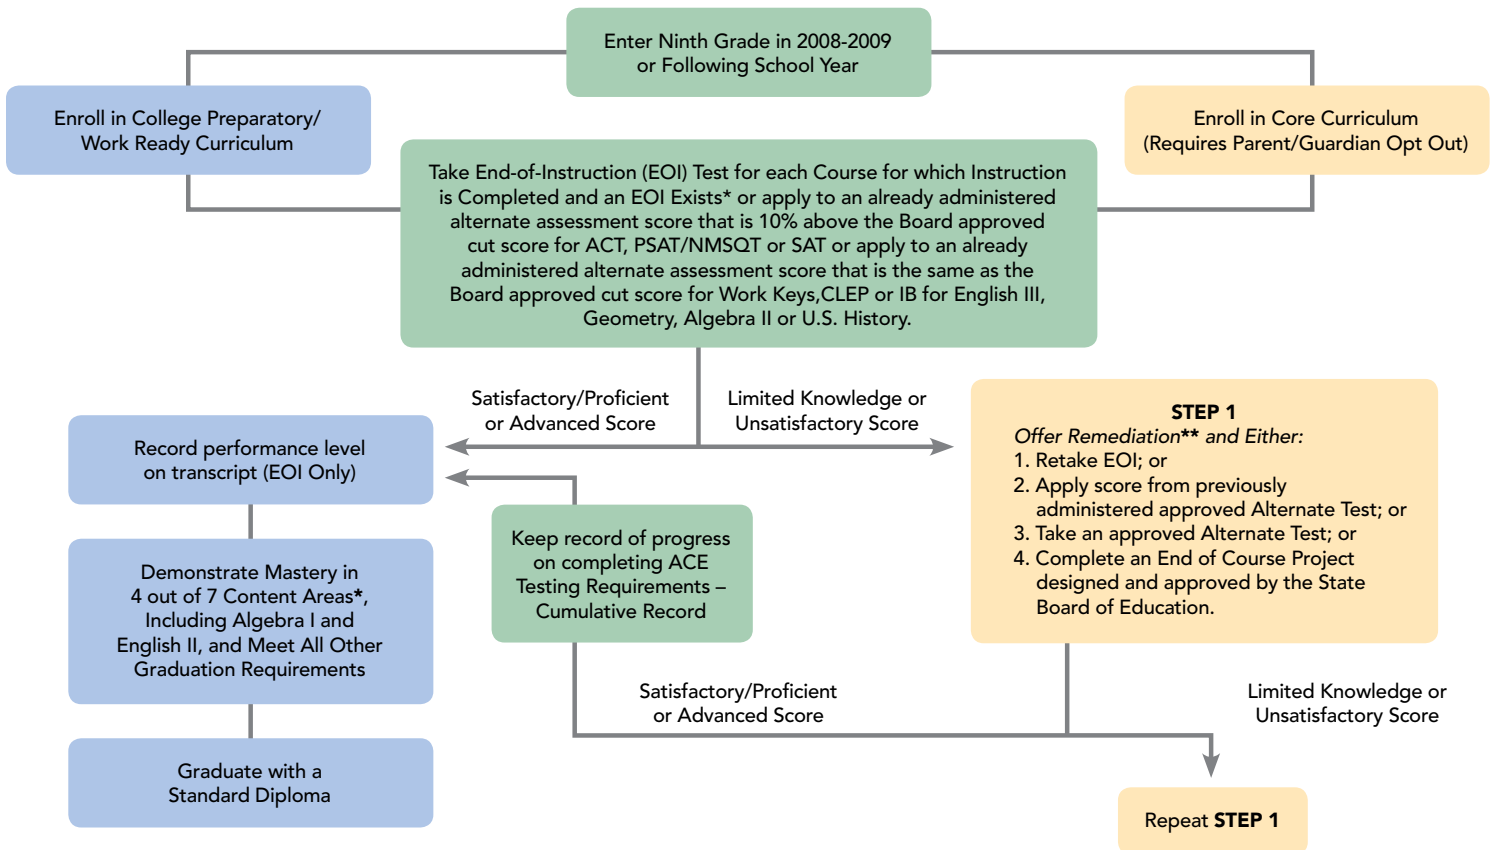 Enter Ninth Grade in 2008-2009
or Following School Year
Enroll in College Preparatory/
Work Ready Curriculum
Enroll in Core Curriculum
(Requires Parent/Guardian Opt Out)
Take End-of-Instruction (EOI) Test for each Course for which Instruction
is Completed and an EOI Exists* or apply to an already administered
alternate assessment score that is 10% above the Board approved
cut score for ACT, PSAT/NMSQT or SAT or apply to an already
administered alternate assessment score that is the same as the
Board approved cut score for Work Keys,CLEP or IB for English III,
Geometry, Algebra II or U.S. History.
Satisfactory/Proficient
or Advanced Score
Limited Knowledge or
Unsatisfactory Score
STEP 1
Offer Remediation** and Either:
1. Retake EOI; or
2. Apply score from previously
administered approved Alternate Test; or
3. Take an approved Alternate Test; or
4. Complete an End of Course Project
designed and approved by the State
Board of Education.
Record performance level
on transcript (EOI Only)
Keep record of progress
on completing ACE
Testing Requirements –
Cumulative Record
Demonstrate Mastery in
4 out of 7 Content Areas*,
Including Algebra I and
English II, and Meet All Other
Graduation Requirements
Satisfactory/Proficient
or Advanced Score
Limited Knowledge or
Unsatisfactory Score
Graduate with a
Standard Diploma
Repeat STEP 1